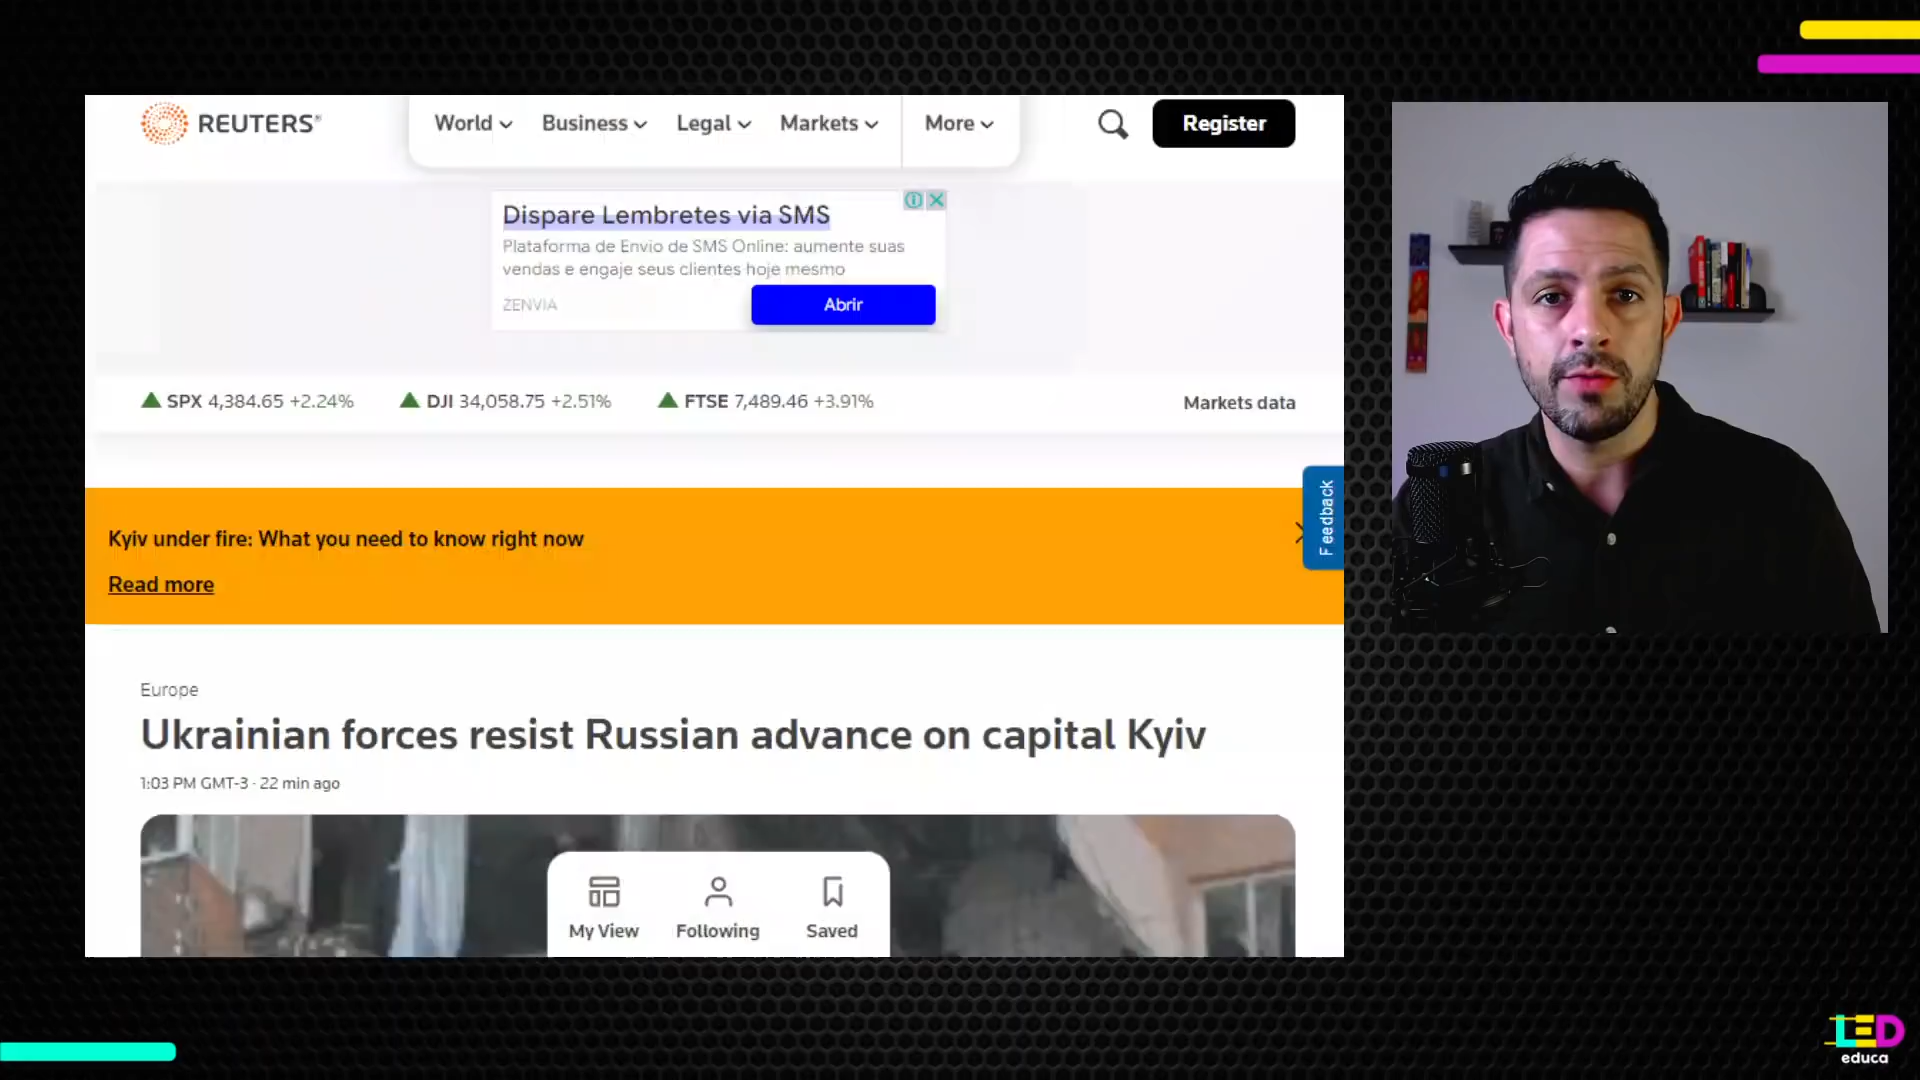 REUTERS®
World Business Legal Markets More
Register
Dispare Lembretes via SMS
Plataforma de Envio de SMS Online: aumente suas
vendas e engaje seus clientes hoje mesmo
ZENVIA
Abrir
SPX 4,384.65 +2.24% DJI 34,058.75 +2.51% FTSE 7,489.46 +3.91% Markets data
Feedback
Kyiv under fire: What you need to know right now
Read more
Europe
Ukrainian forces resist Russian advance on capital Kyiv
1:03 PM GMT-3 · 22 min ago
My View Following Saved
LED
educa